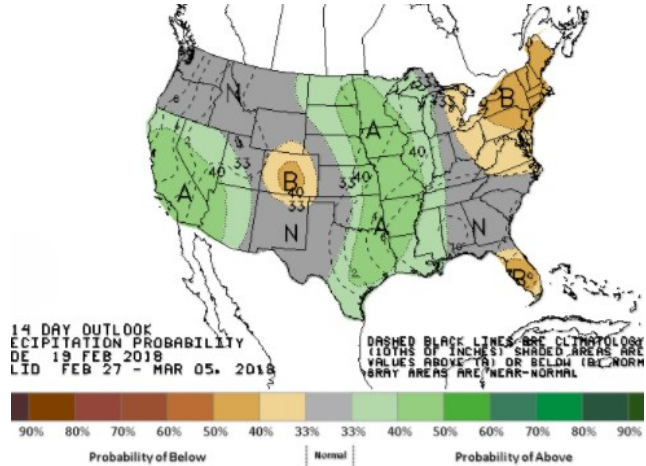 N
B
A
33
40
33
40
40
A
B
40
33
33
40
N
A
N
B
2
14 DAY OUTLOOK
ECIPITATION PROBABILITY
DE 19 FEB 2018
LID FEB 27 - MAR 05, 2018
DASHED BLACK LINES ARE CLIMATOLOGY
(10THS OF INCHES) SHADED AREAS ARE
VALUES ABOVE (A) OR BELOW (B) NORM
GRAY AREAS ARE NEAR-NORMAL
90% 80% 70% 60% 50% 40% 33% 33% 40% 50% 60% 70% 80% 90%
Probability of Below Normal Probability of Above